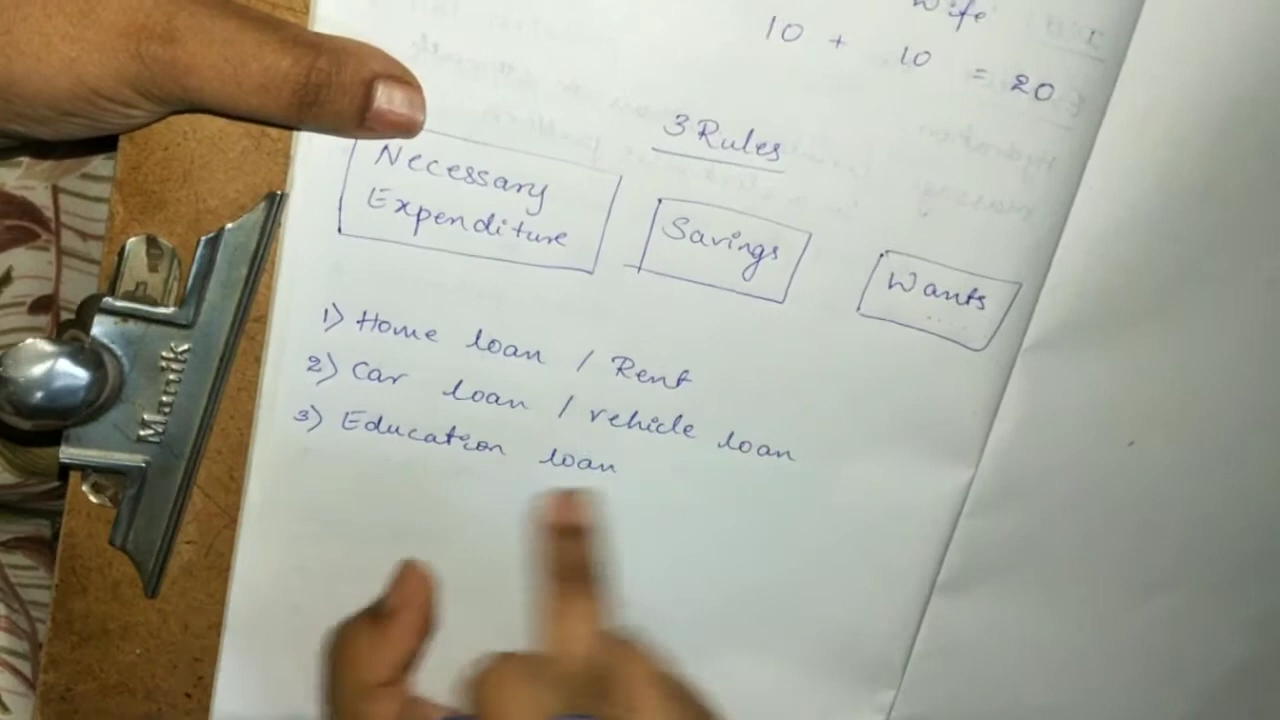 Wife
10 + 10 = 20
3 Rules
Necessary
Expenditure
Savings
Wants
1) Home loan / Rent
2) Car loan / vehicle loan
3) Education loan
Manik